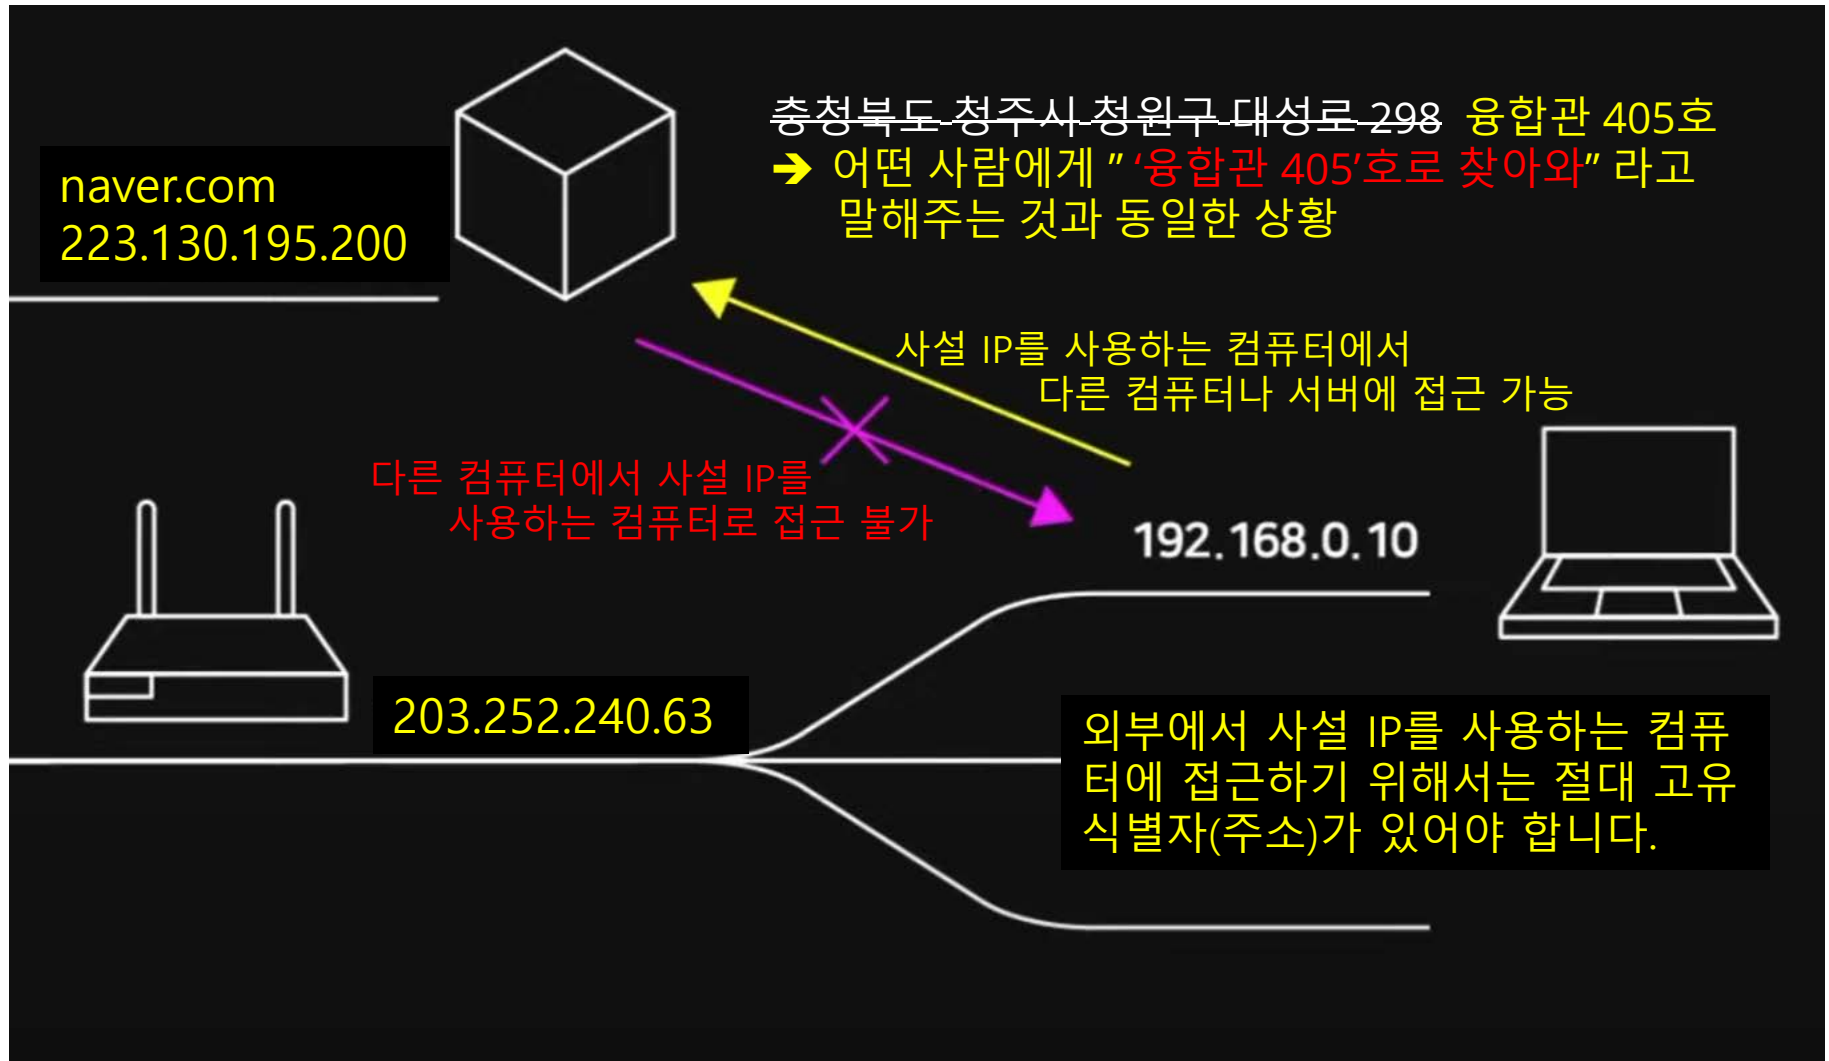 충청북도 청주시 청원구 대성로 298 융합관 405호
➔ 어떤 사람에게 ” ‘융합관 405’호로 찾아와” 라고
말해주는 것과 동일한 상황
naver.com
223.130.195.200
사설 IP를 사용하는 컴퓨터에서
다른 컴퓨터나 서버에 접근 가능
다른 컴퓨터에서 사설 IP를
사용하는 컴퓨터로 접근 불가
192.168.0.10
203.252.240.63
외부에서 사설 IP를 사용하는 컴퓨
터에 접근하기 위해서는 절대 고유
식별자(주소)가 있어야 합니다.